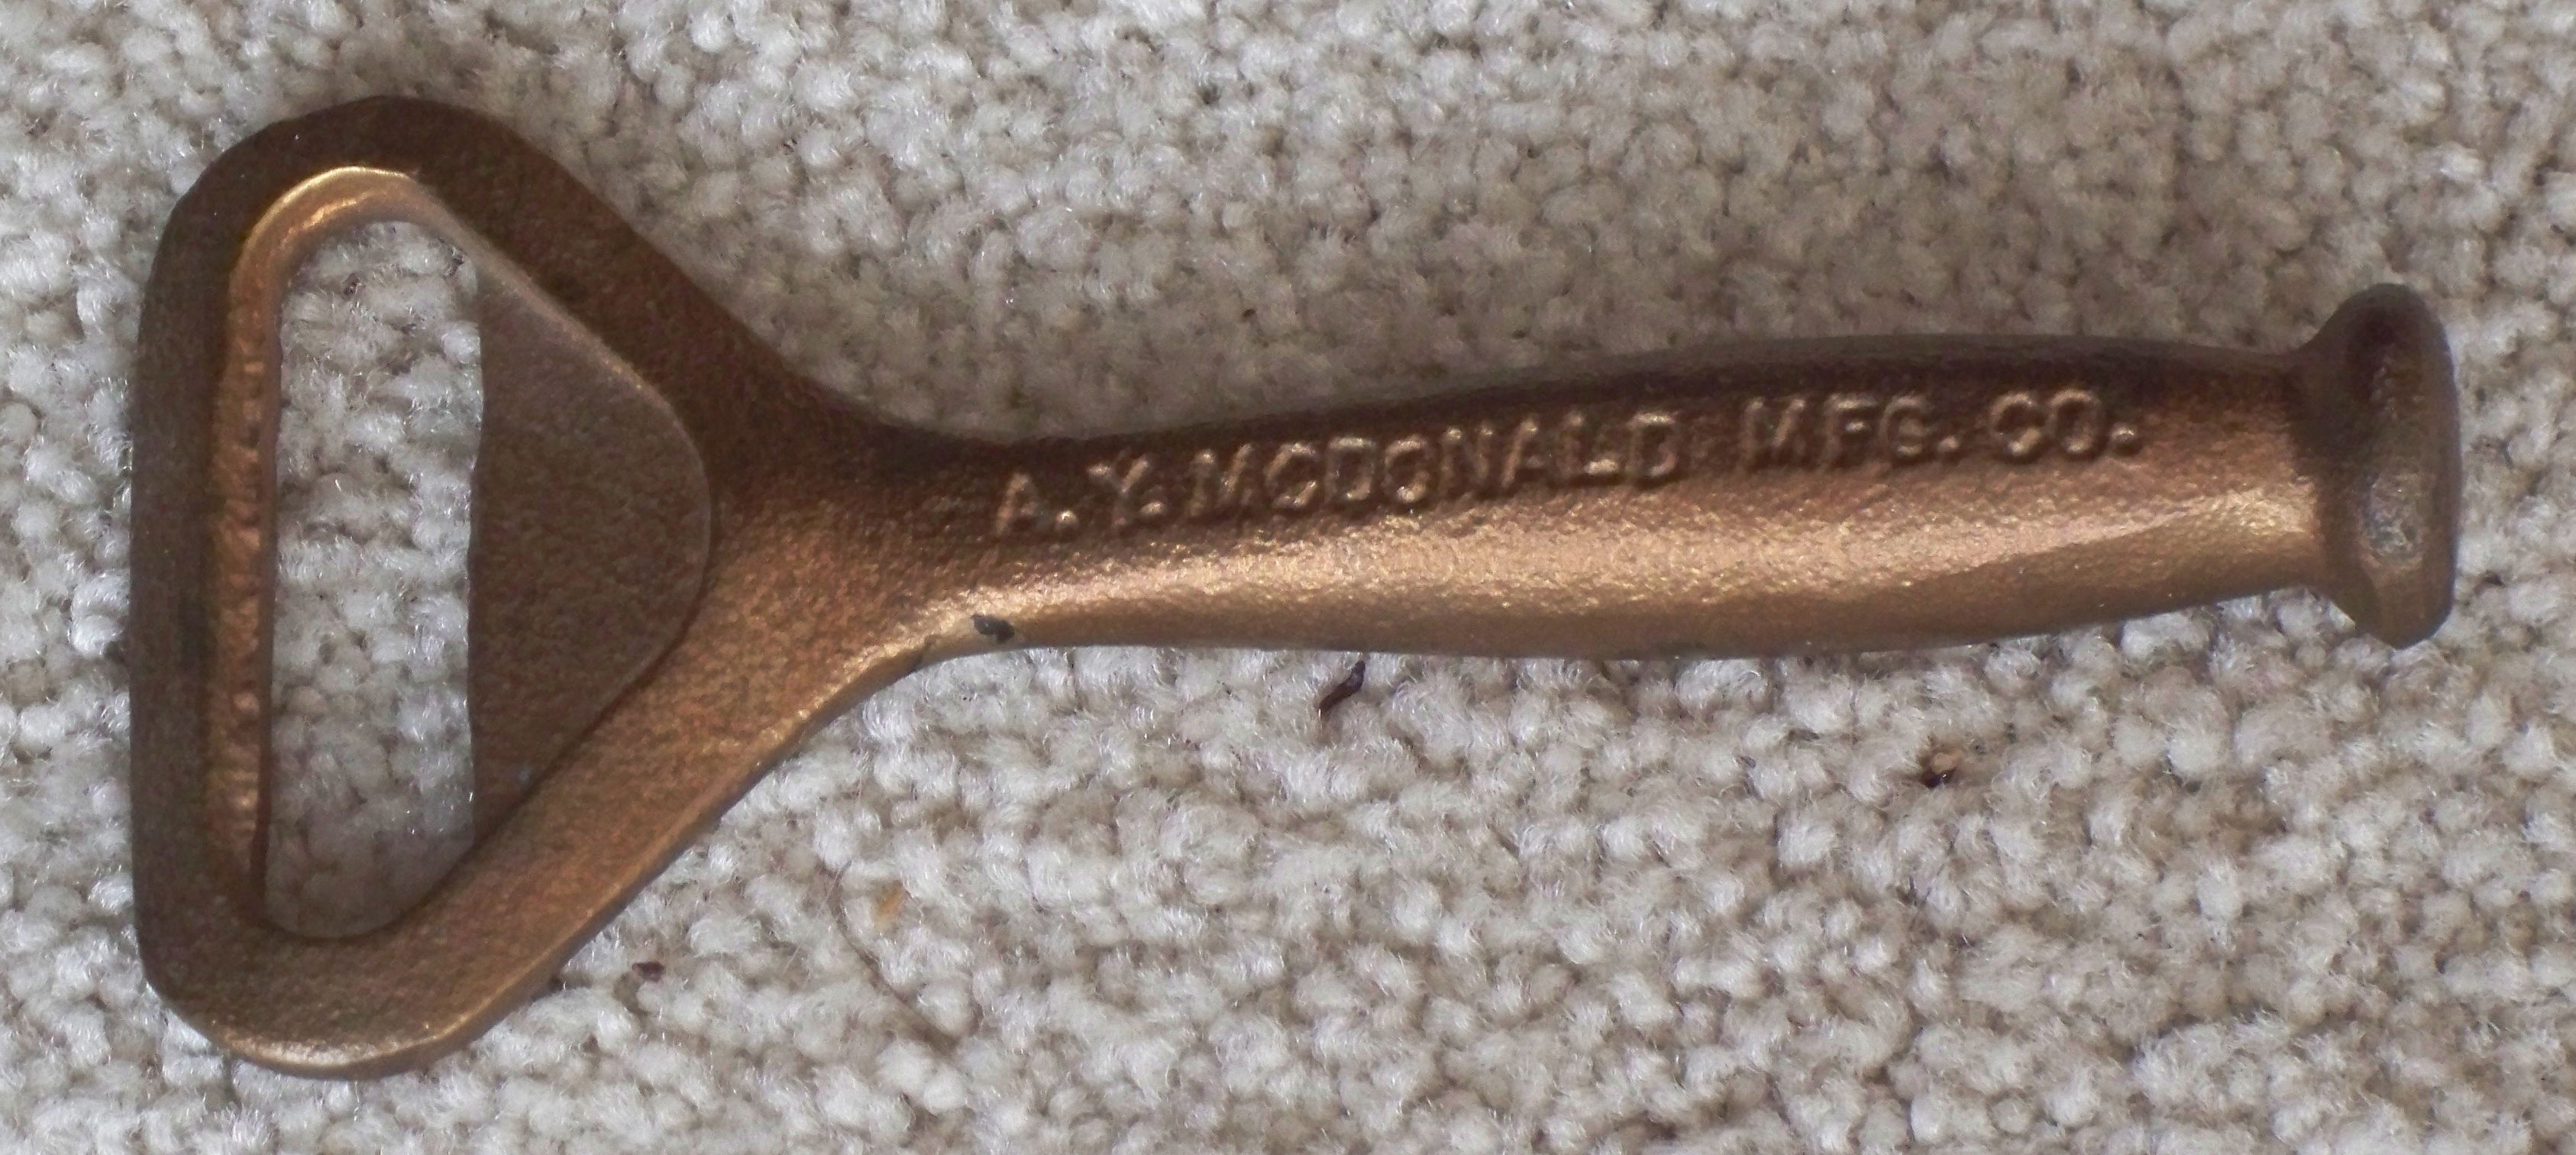 A.Y. MCDONALD MFG. CO.